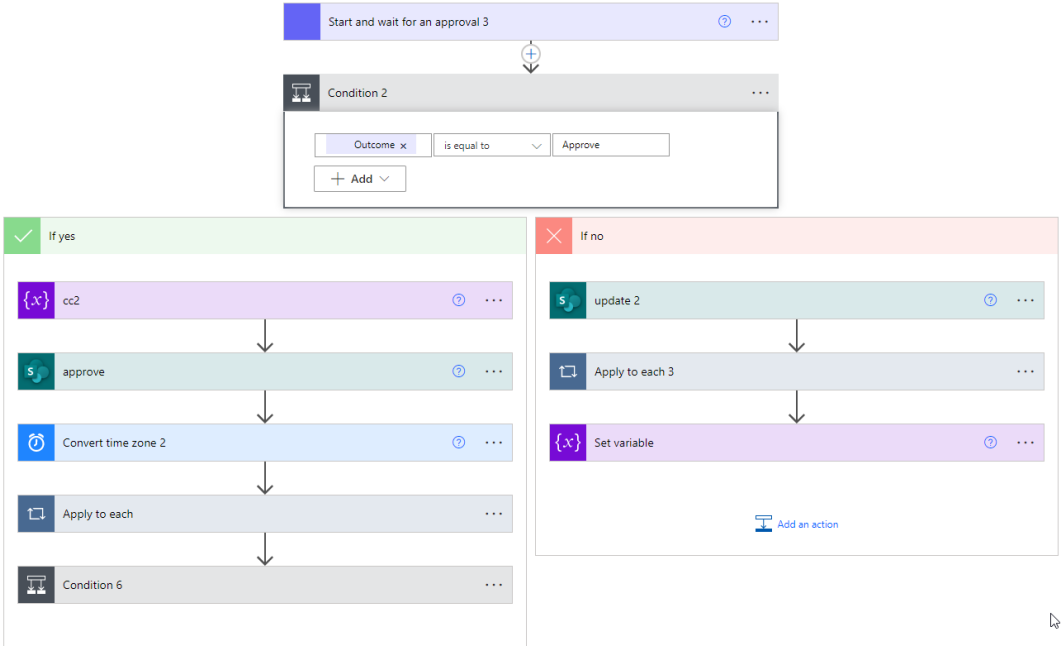 Start and wait for an approval 3
Condition 2
Outcome x is equal to Approve
+ Add
If yes
{x} cc2
S approve
Convert time zone 2
Apply to each
Condition 6
If no
S update 2
Apply to each 3
{x} Set variable
Add an action